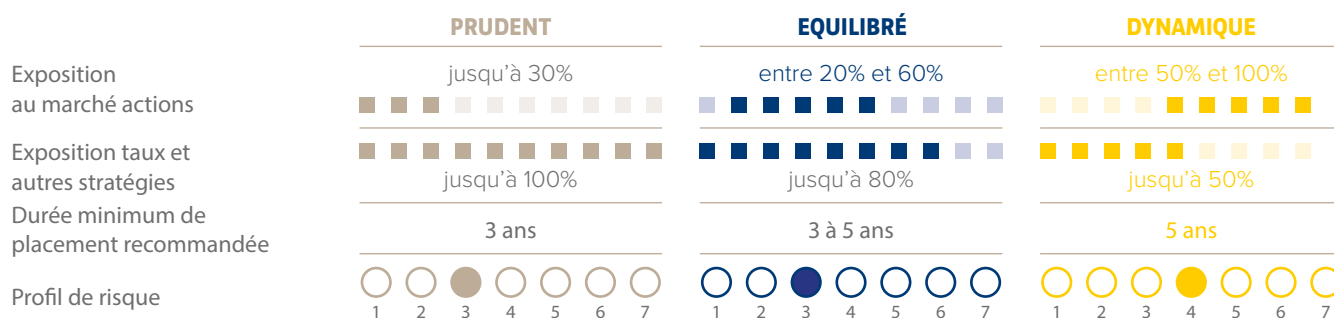 PRUDENT EQUILIBRÉ DYNAMIQUE
Exposition
au marché actions
jusqu’à 30% entre 20% et 60% entre 50% et 100%
Exposition taux et
autres stratégies
jusqu’à 100% jusqu’à 80% jusqu’à 50%
Durée minimum de
placement recommandée
3 ans 3 à 5 ans 5 ans
Profil de risque
1 2 3 4 5 6 7 1 2 3 4 5 6 7 1 2 3 4 5 6 7